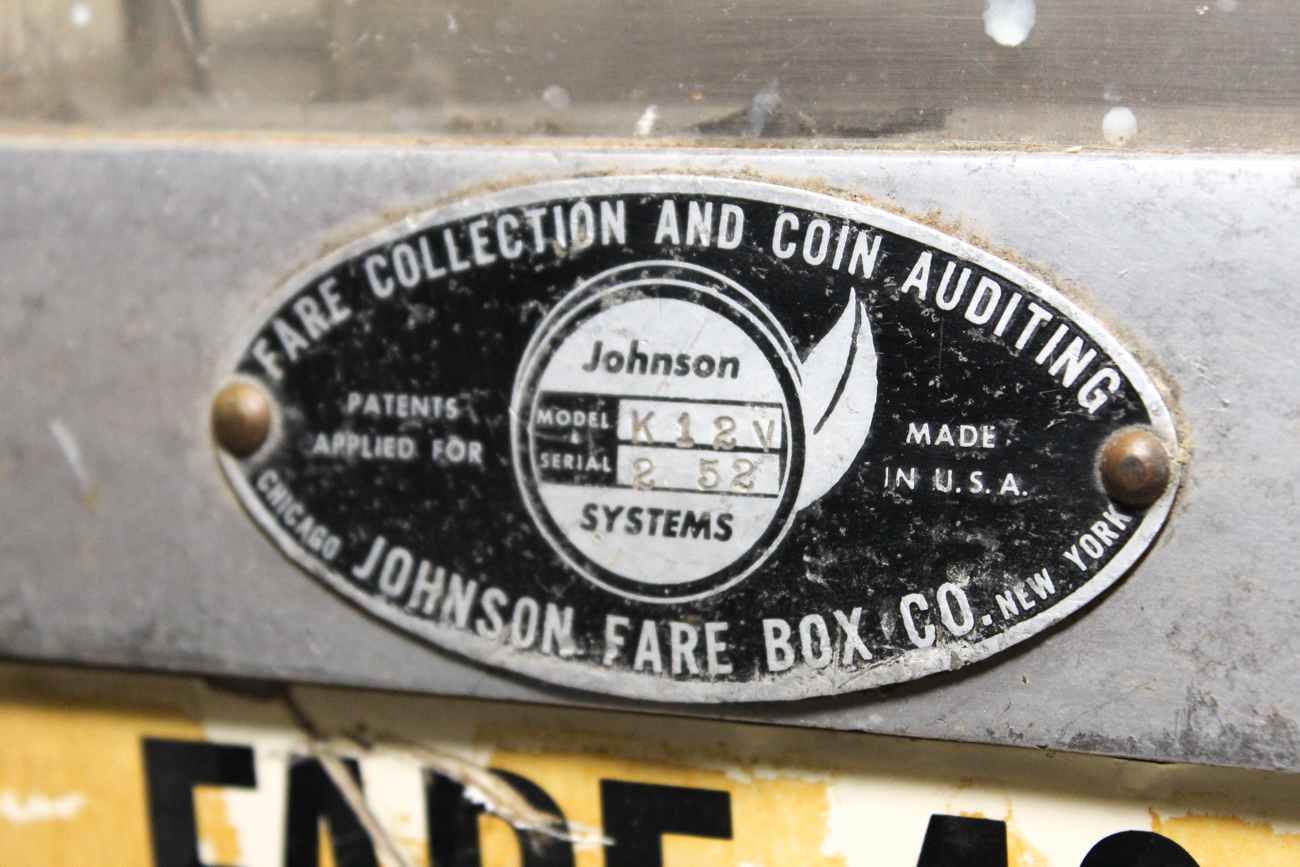 FARE COLLECTION AND COIN AUDITING
PATENTS
APPLIED FOR
Johnson
MODEL K12V
&
SERIAL 2 52
SYSTEMS
MADE
IN U.S.A.
CHICAGO JOHNSON FARE BOX CO. NEW YORK
FARE